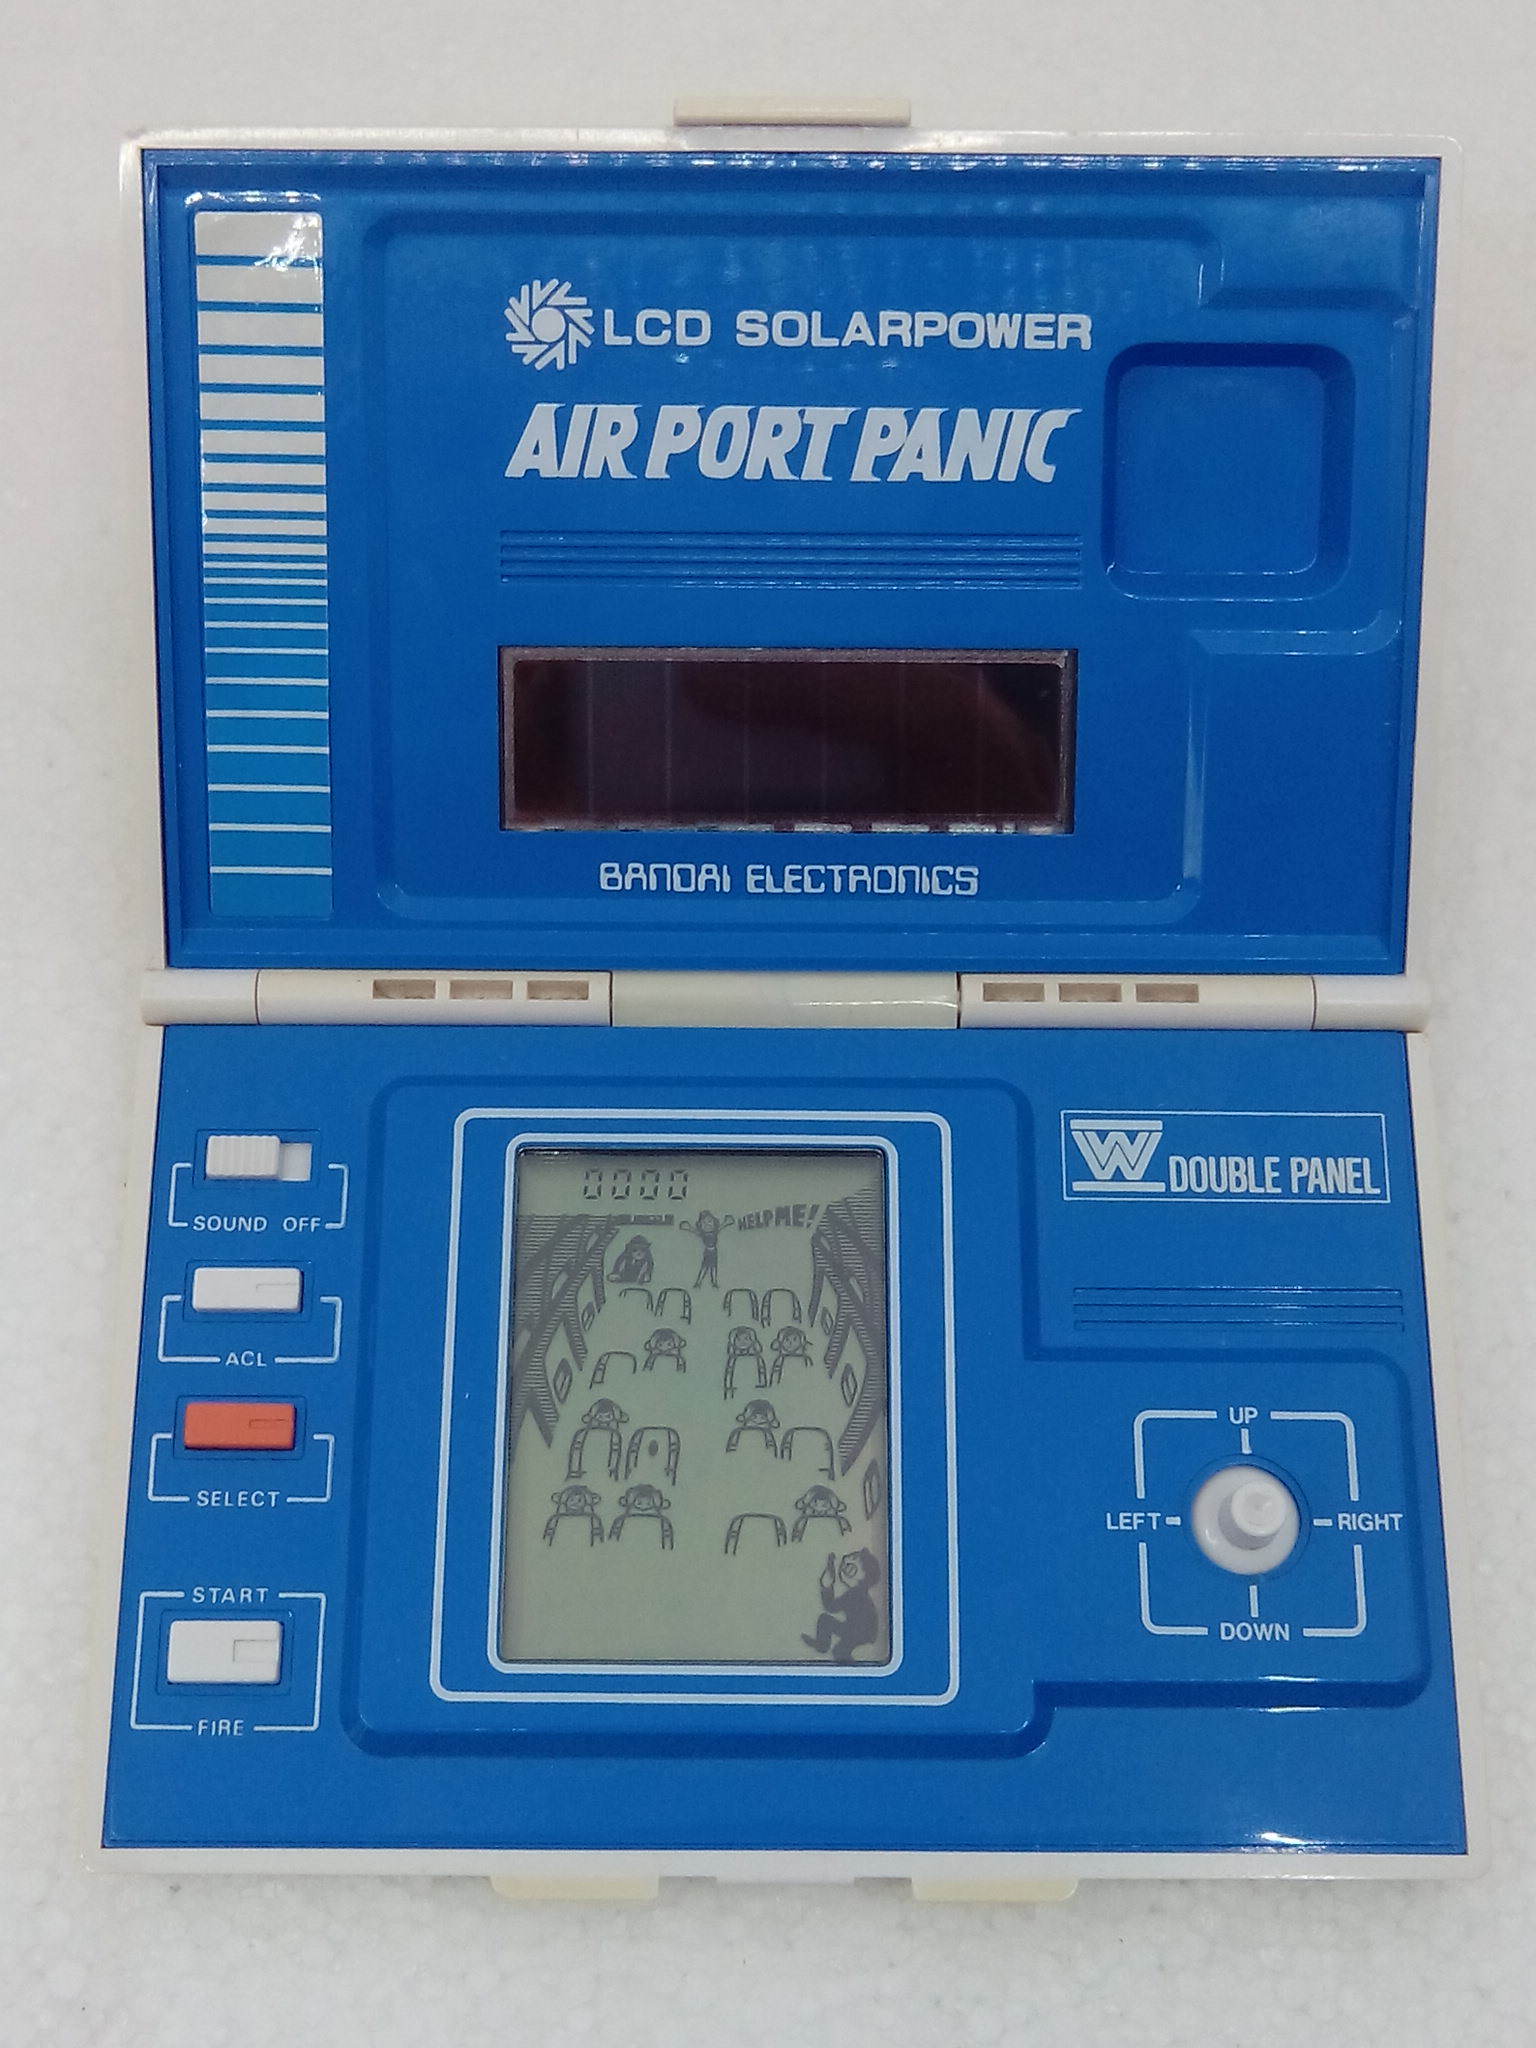 LCD SOLARPOWER
AIR PORT PANIC
BANDAI ELECTRONICS
SOUND OFF
ACL
SELECT
START
FIRE
0000
HELP ME!
W DOUBLE PANEL
UP
LEFT
RIGHT
DOWN